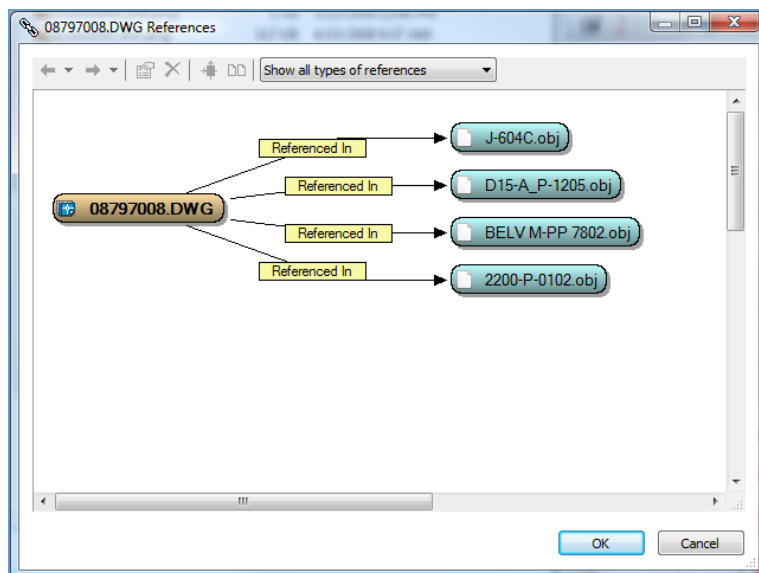 08797008.DWG References
Show all types of references
Referenced In
J-604C.obj
Referenced In
D15-A_P-1205.obj
08797008.DWG
Referenced In
BELV M-PP 7802.obj
Referenced In
2200-P-0102.obj
OK
Cancel